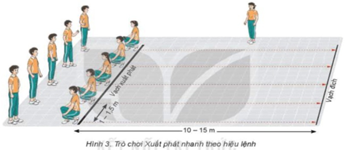 Vạch xuất phát
Vạch đích
1 – 1,5 m
10 – 15 m
Hình 3. Trò chơi Xuất phát nhanh theo hiệu lệnh